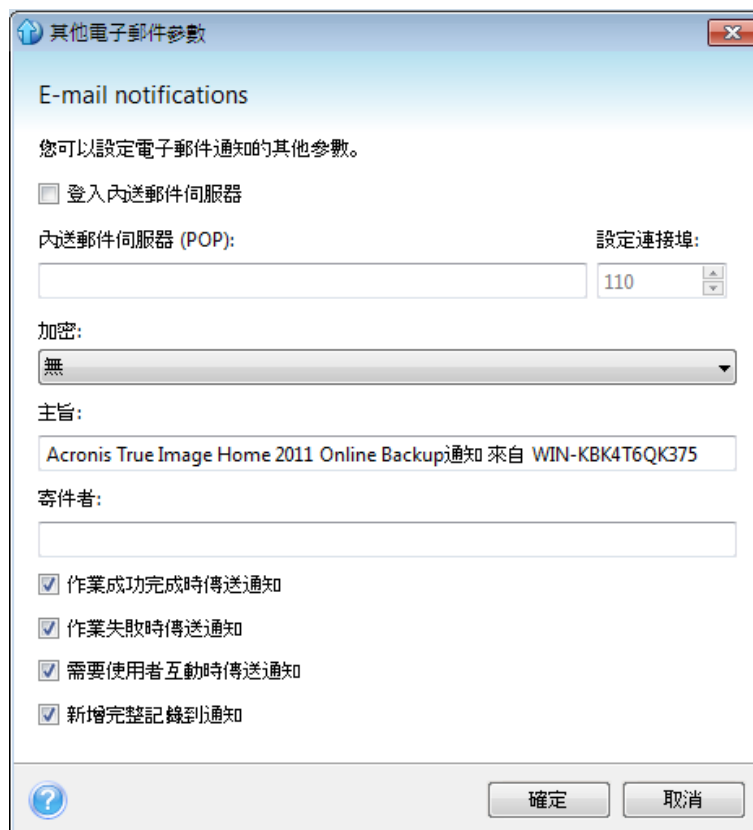 其他電子郵件參數
E-mail notifications
您可以設定電子郵件通知的其他參數。
登入內送郵件伺服器
內送郵件伺服器 (POP): 設定連接埠:
110
加密:
無
主旨:
Acronis True Image Home 2011 Online Backup通知 來自 WIN-KBK4T6QK375
寄件者:
作業成功完成時傳送通知
作業失敗時傳送通知
需要使用者互動時傳送通知
新增完整記錄到通知
確定 取消